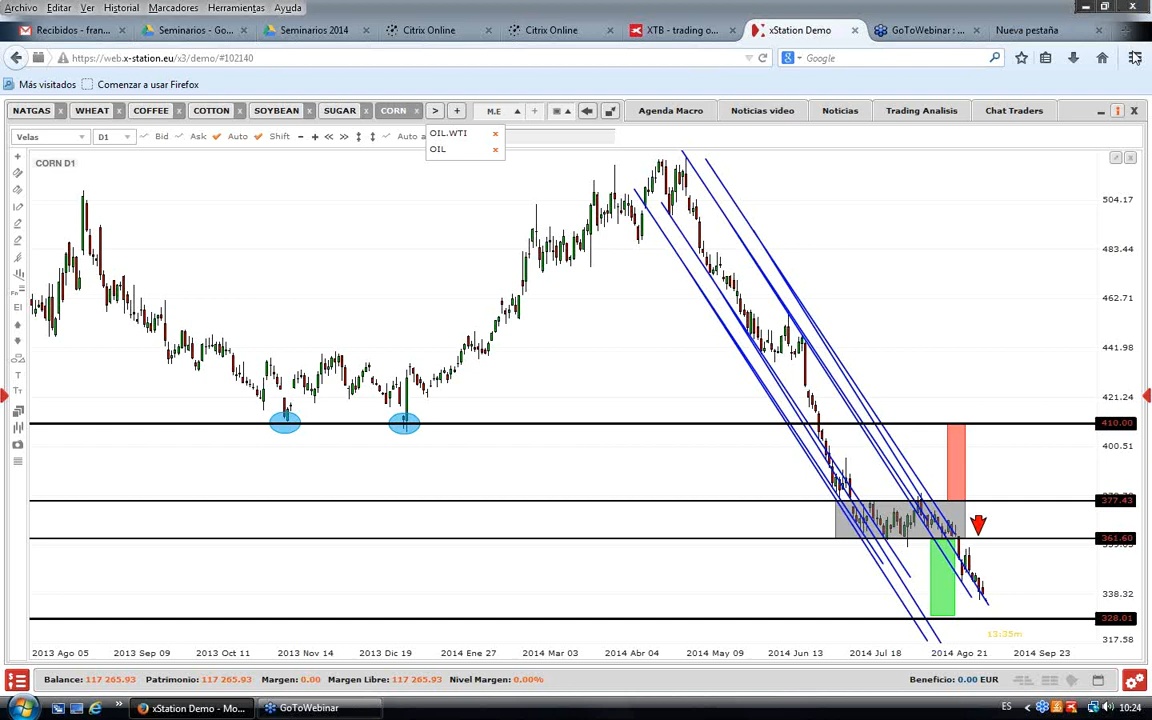 Archivo Editar Ver Historial Marcadores Herramientas Ayuda
Recibidos - fran... × Seminarios - Go... × Seminarios 2014 × Citrix Online × Citrix Online × XTB - trading o... × xStation Demo × GoToWebinar : ... × Nueva pestaña
https://web.x-station.eu/x3/demo/#102140 Google
Más visitados Comenzar a usar Firefox
NATGAS x WHEAT x COFFEE x COTTON x SOYBEAN x SUGAR x CORN x > + M.E Agenda Macro Noticias video Noticias Trading Analisis Chat Traders
Velas D1 Bid Ask Auto Shift Auto a
OIL.WTI x
OIL x
CORN D1
504.17
483.44
462.71
441.98
421.24
410.00
400.51
377.43
361.60
338.32
328.01
317.58
13:35m
2013 Ago 05 2013 Sep 09 2013 Oct 11 2013 Nov 14 2013 Dic 19 2014 Ene 27 2014 Mar 03 2014 Abr 04 2014 May 09 2014 Jun 13 2014 Jul 18 2014 Ago 21 2014 Sep 23
Balance: 117 265.93 Patrimonio: 117 265.93 Margen: 0.00 Margen Libre: 117 265.93 Nivel Margen: 0.00% Beneficio: 0.00 EUR
xStation Demo - Mo... GoToWebinar ES 10:24